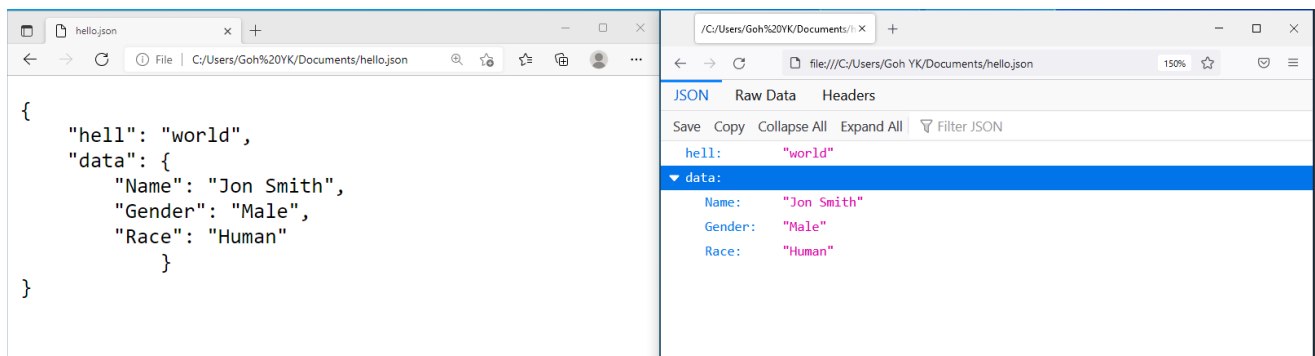 hello.json
File | C:/Users/Goh%20YK/Documents/hello.json
{
    "hell": "world",
    "data": {
        "Name": "Jon Smith",
        "Gender": "Male",
        "Race": "Human"
            }
}
/C:/Users/Goh%20YK/Documents/h
file:///C:/Users/Goh YK/Documents/hello.json 150%
JSON Raw Data Headers
Save Copy Collapse All Expand All Filter JSON
hell: "world"
data:
Name: "Jon Smith"
Gender: "Male"
Race: "Human"